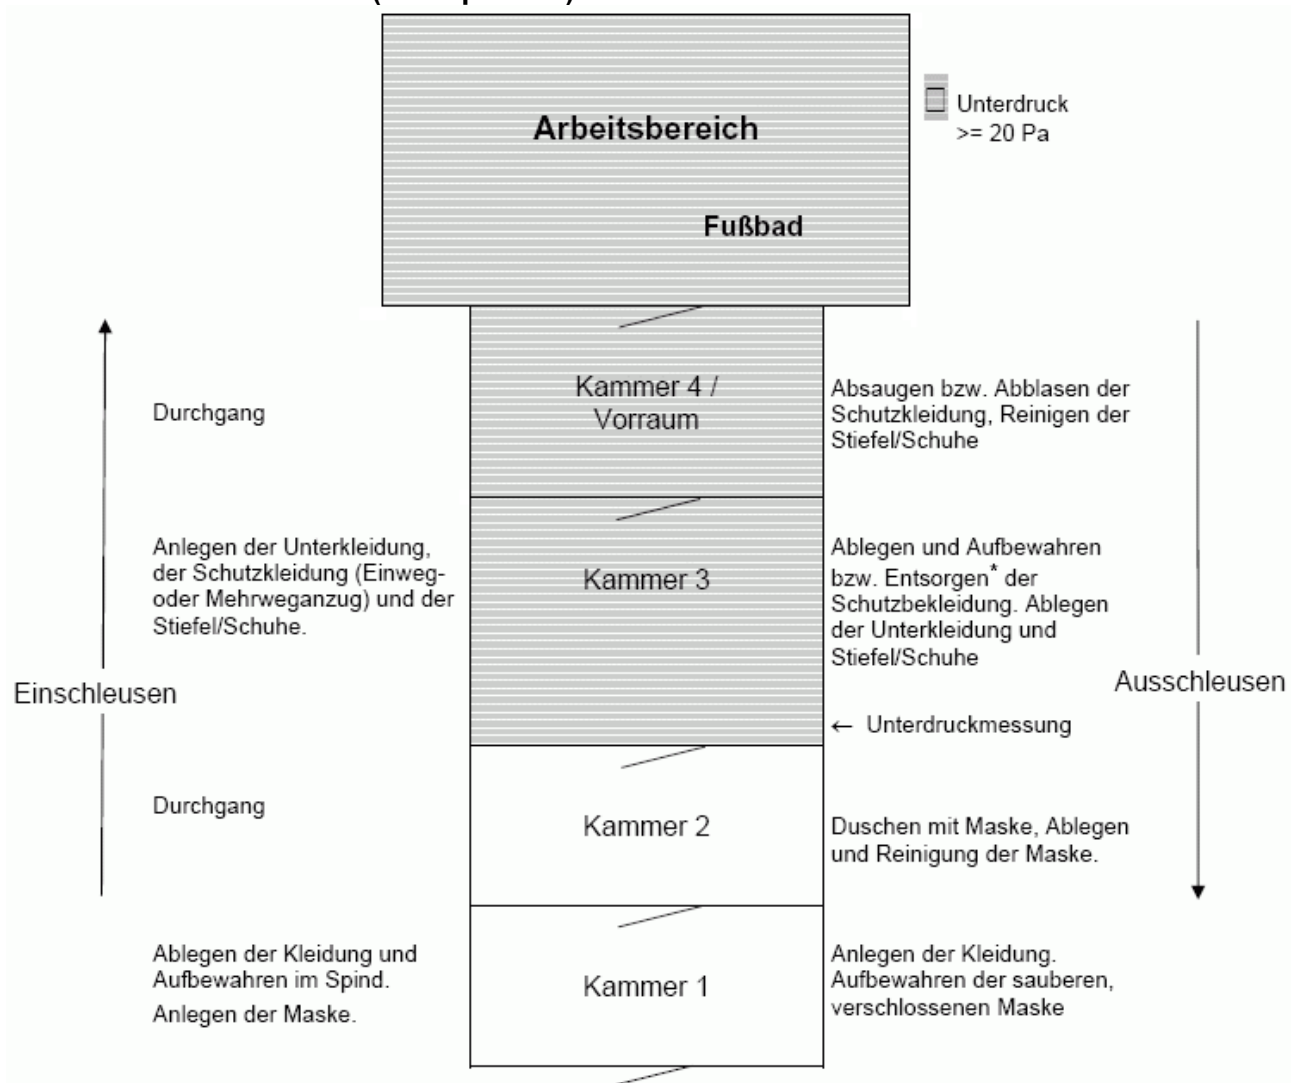 Arbeitsbereich
Unterdruck
>= 20 Pa
Fußbad
Durchgang
Kammer 4 /
Vorraum
Absaugen bzw. Abblasen der
Schutzkleidung, Reinigen der
Stiefel/Schuhe
Anlegen der Unterkleidung,
der Schutzkleidung (Einweg-
oder Mehrweganzug) und der
Stiefel/Schuhe.
Kammer 3
Ablegen und Aufbewahren
bzw. Entsorgen* der
Schutzbekleidung. Ablegen
der Unterkleidung und
Stiefel/Schuhe
Einschleusen
Ausschleusen
← Unterdruckmessung
Durchgang
Kammer 2
Duschen mit Maske, Ablegen
und Reinigung der Maske.
Ablegen der Kleidung und
Aufbewahren im Spind.
Anlegen der Maske.
Kammer 1
Anlegen der Kleidung.
Aufbewahren der sauberen,
verschlossenen Maske